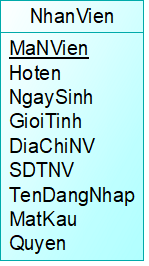 NhanVien
MaNVien
Hoten
NgaySinh
GioiTinh
DiaChiNV
SDTNV
TenDangNhap
MatKau
Quyen